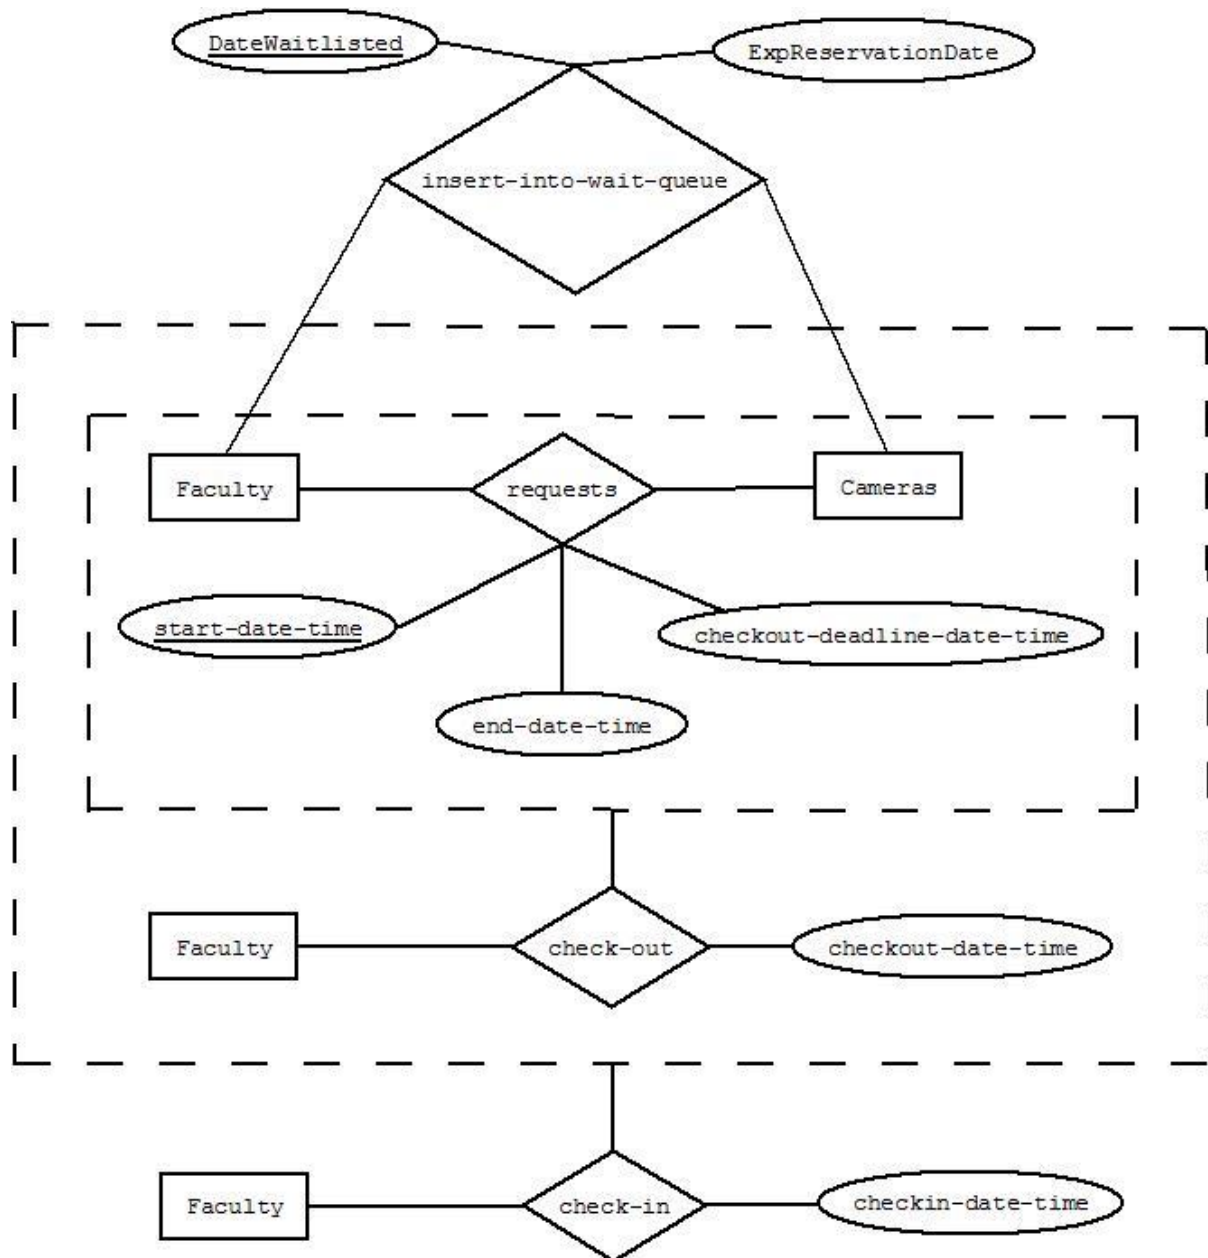 DateWaitlisted
ExpReservationDate
insert-into-wait-queue
Faculty
requests
Cameras
start-date-time
checkout-deadline-date-time
end-date-time
Faculty
check-out
checkout-date-time
Faculty
check-in
checkin-date-time